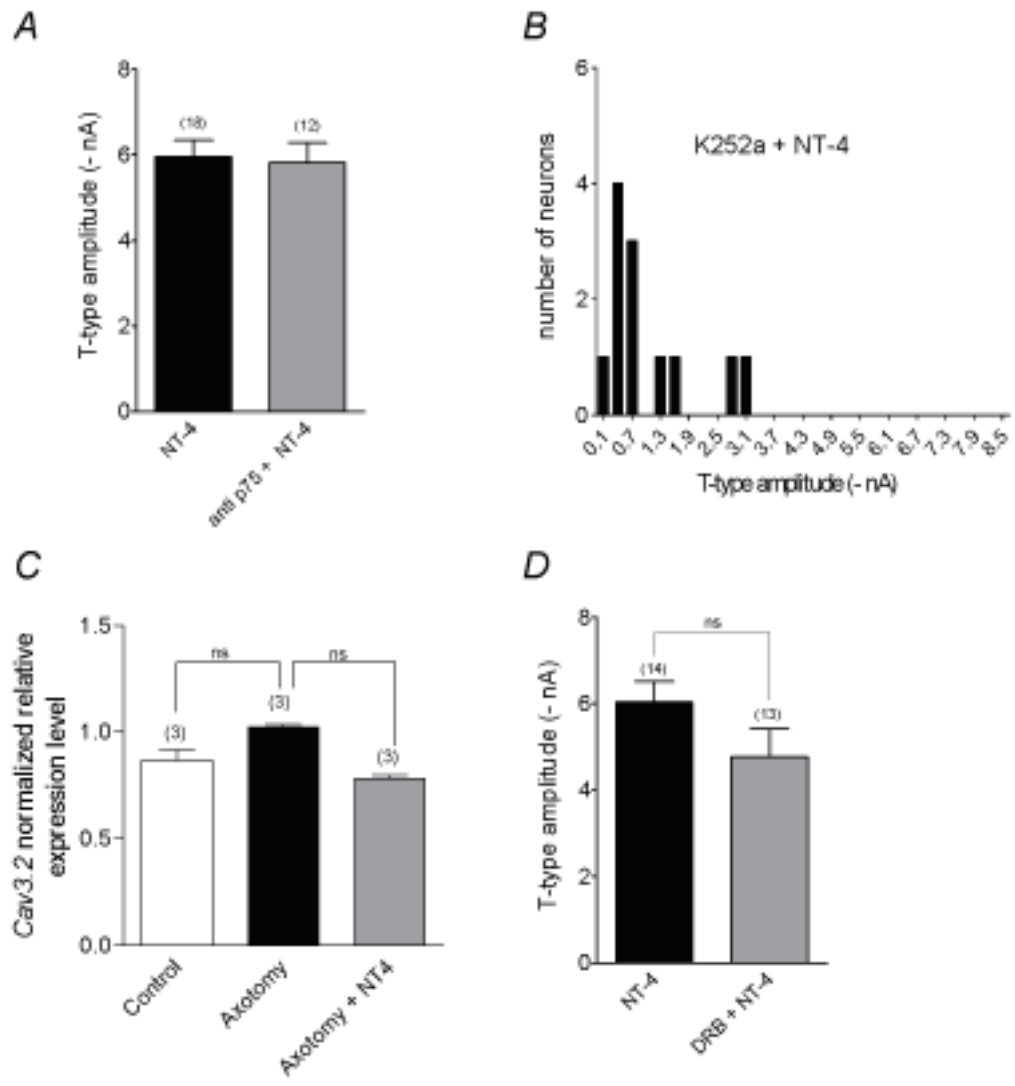 A
T-type amplitude (- nA)
8
6
4
2
0
(18)
(12)
NT-4
anti p75 + NT-4
B
number of neurons
6
4
2
0
K252a + NT-4
0.1 0.7 1.3 1.9 2.5 3.1 3.7 4.3 4.9 5.5 6.1 6.7 7.3 7.9 8.5
T-type amplitude (- nA)
C
Cav3.2 normalized relative
expression level
1.5
1.0
0.5
0.0
ns
ns
(3)
(3)
(3)
Control
Axotomy
Axotomy + NT4
D
T-type amplitude (- nA)
8
6
4
2
0
ns
(14)
(13)
NT-4
DRB + NT-4